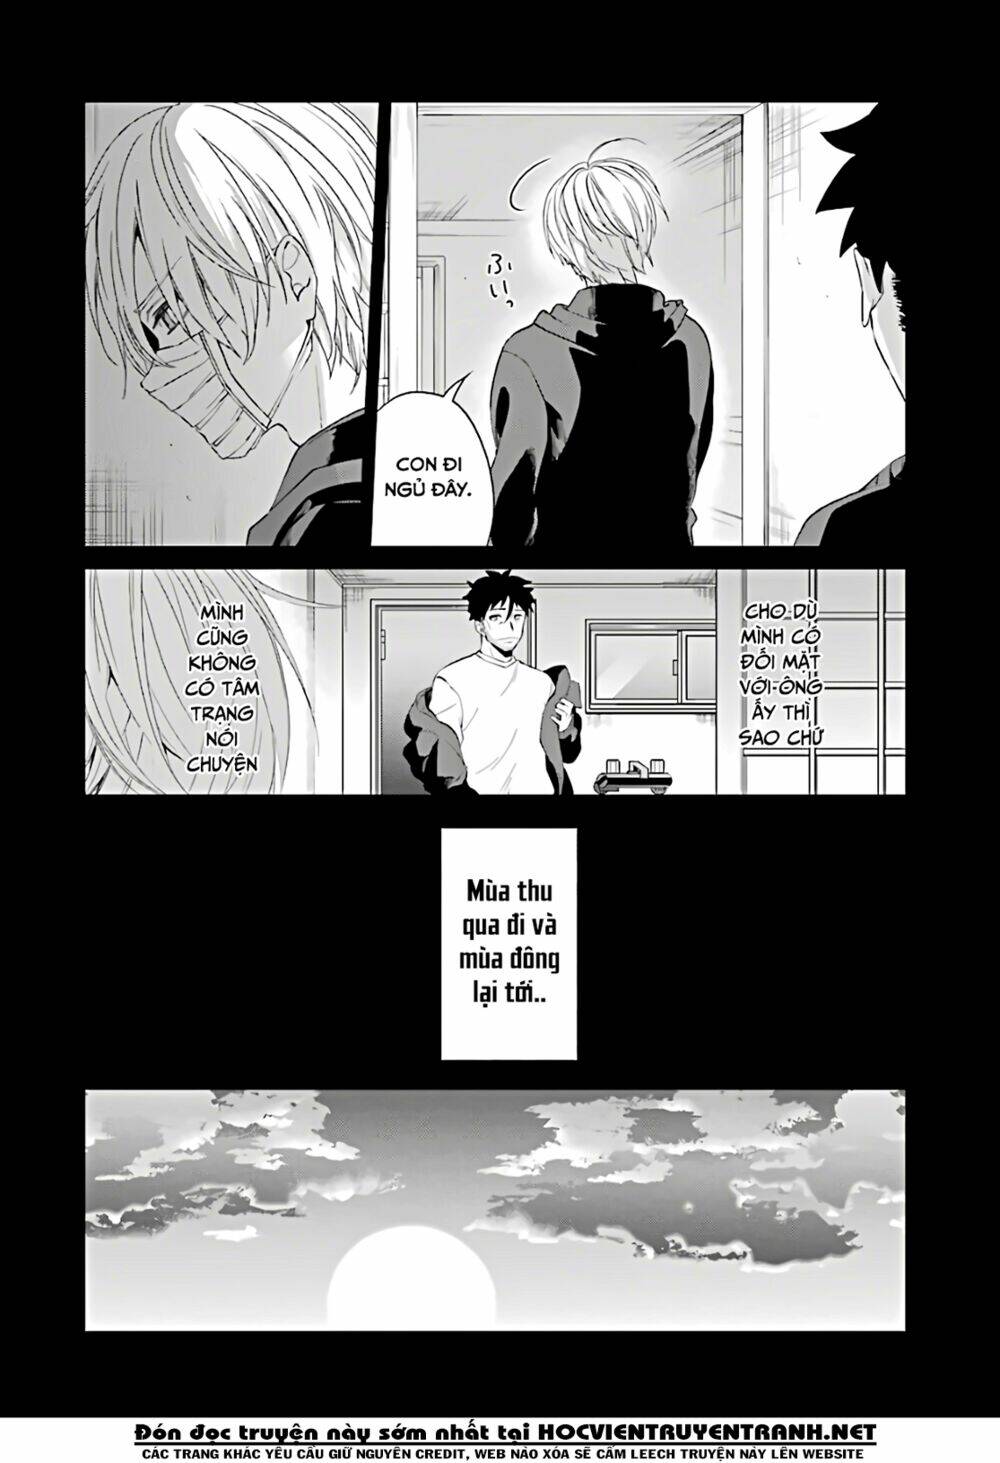 ふいっ
CON ĐI
NGỦ ĐÂY.
CHO DÙ
MÌNH CÓ
ĐỐI MẶT
VỚI ÔNG
ẤY THÌ
SAO CHỨ
MÌNH
CŨNG
KHÔNG
CÓ TÂM
TRẠNG
NÓI
CHUYỆN
Mùa thu
qua đi và
mùa đông
lại tới..
Đón đọc truyện này sớm nhất tại HOCVIENTRUYENTRANH.NET
CÁC TRANG KHÁC YÊU CẦU GIỮ NGUYÊN CREDIT, WEB NÀO XÓA SẼ CẤM LEECH TRUYỆN NÀY LÊN WEBSITE